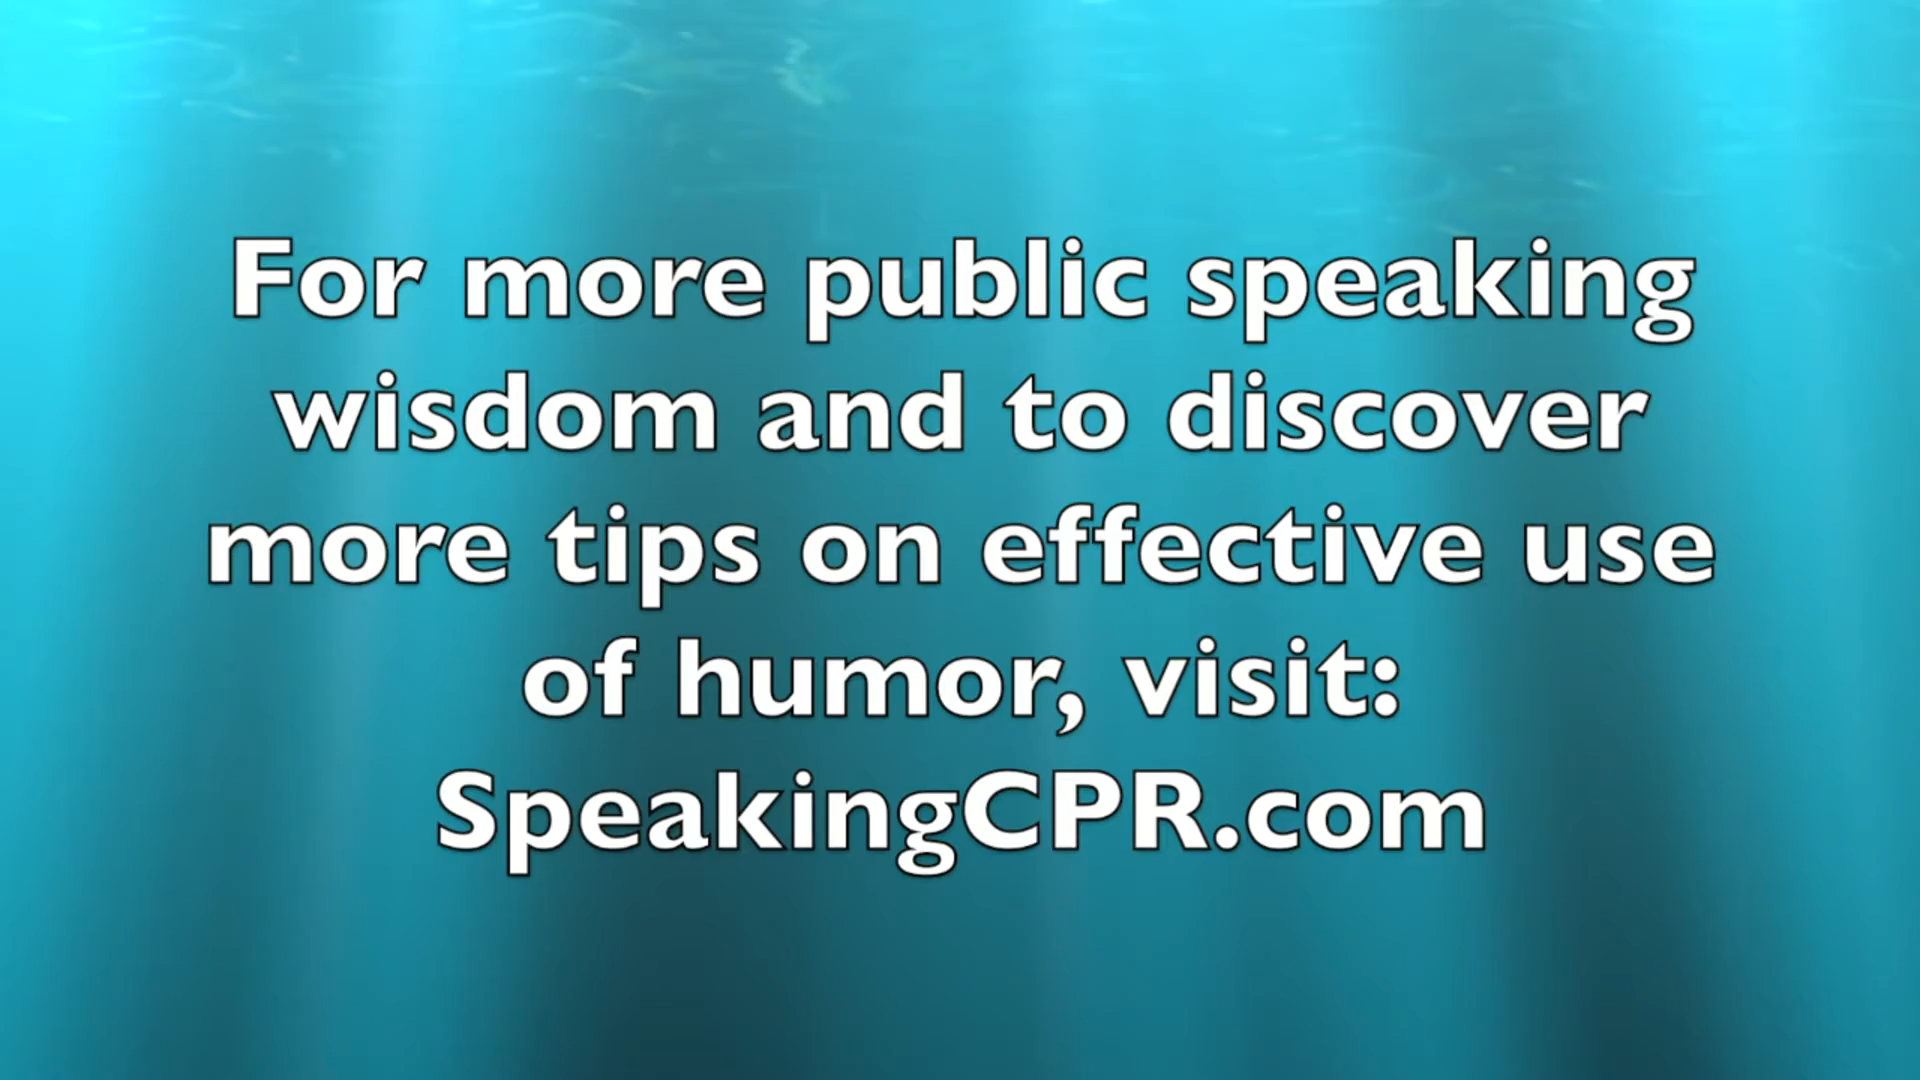 For more public speaking
wisdom and to discover
more tips on effective use
of humor, visit:
SpeakingCPR.com